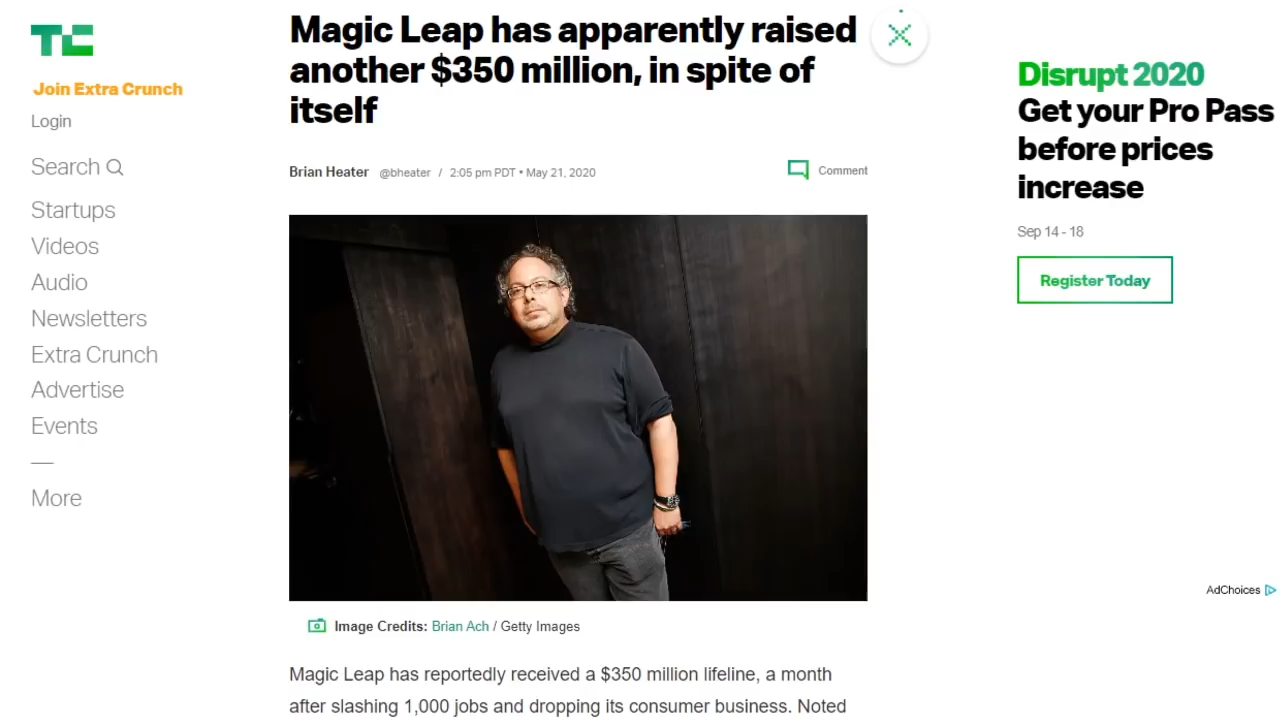 TC
Join Extra Crunch
Login
Search
Startups
Videos
Audio
Newsletters
Extra Crunch
Advertise
Events
—
More
Magic Leap has apparently raised
another $350 million, in spite of
itself
Brian Heater @bheater / 2:05 pm PDT • May 21, 2020
Comment
Image Credits: Brian Ach / Getty Images
Magic Leap has reportedly received a $350 million lifeline, a month
after slashing 1,000 jobs and dropping its consumer business. Noted
Disrupt 2020
Get your Pro Pass
before prices
increase
Sep 14 - 18
Register Today
AdChoices